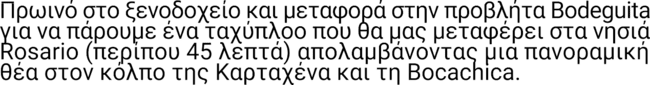 Πρωινό στο ξενοδοχείο και μεταφορά στην προβλήτα Bodeguita
για να πάρουμε ένα ταχύπλοο που θα μας μεταφέρει στα νησιά
Rosario (περίπου 45 λεπτά) απολαμβάνοντας μια πανοραμική
θέα στον κόλπο της Καρταχένα και τη Bocachica.